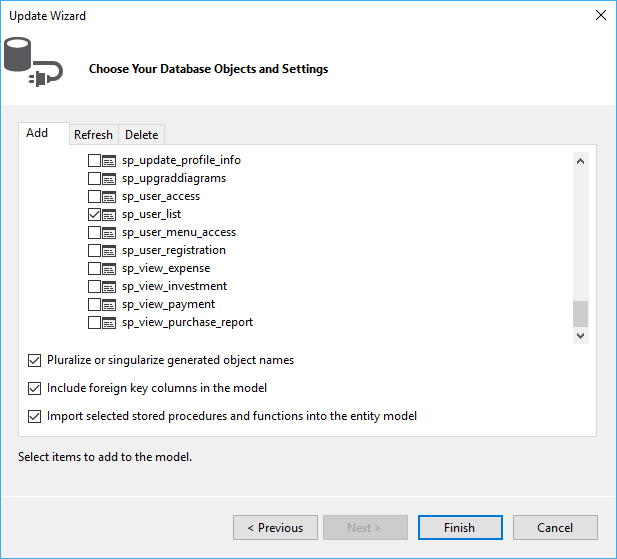 Update Wizard
Choose Your Database Objects and Settings
Add Refresh Delete
sp_update_profile_info
sp_upgraddiagrams
sp_user_access
sp_user_list
sp_user_menu_access
sp_user_registration
sp_view_expense
sp_view_investment
sp_view_payment
sp_view_purchase_report
Pluralize or singularize generated object names
Include foreign key columns in the model
Import selected stored procedures and functions into the entity model
Select items to add to the model.
< Previous Next > Finish Cancel